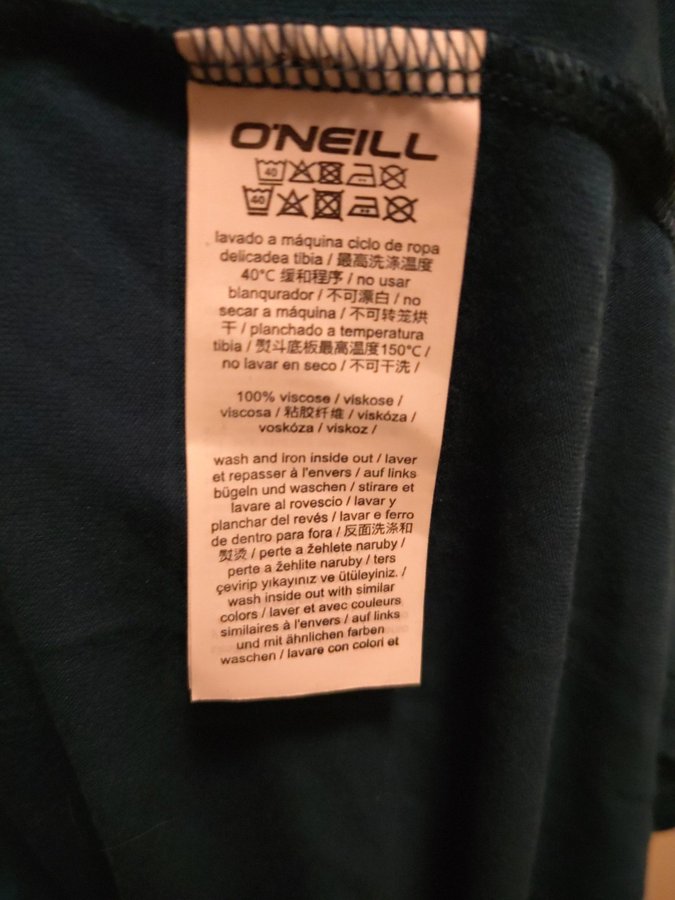 O'NEILL
40
40
lavado a máquina ciclo de ropa
delicadea tibia / 最高洗涤温度
40°C 缓和程序 / no usar
blanqurador / 不可漂白 / no
secar a máquina / 不可转笼烘
干 / planchado a temperatura
tibia / 熨斗底板最高温度150°C /
no lavar en seco / 不可干洗 /
100% viscose / viskose /
viscosa / 粘胶纤维 / viskóza /
voskóza / viskoz /
wash and iron inside out / laver
et repasser à l'envers / auf links
bügeln und waschen / stirare et
lavare al rovescio / lavar y
planchar del revés / lavar e ferro
de dentro para fora / 反面洗涤和
熨烫 / perte a žehlete naruby /
perte a žehlite naruby / ters
çevirip yıkayınız ve ütüleyiniz. /
wash inside out with similar
colors / laver et avec couleurs
similaires à l'envers / auf links
und mit ähnlichen farben
waschen / lavare con colori et